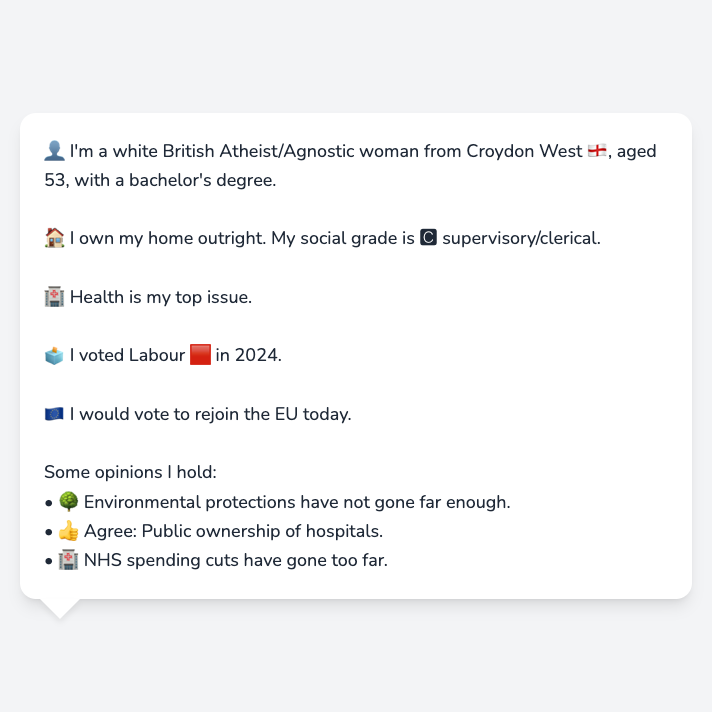 👤 I'm a white British Atheist/Agnostic woman from Croydon West 🏴󠁧󠁢󠁥󠁮󠁧󠁿, aged
53, with a bachelor's degree.
🏠 I own my home outright. My social grade is 🅲 supervisory/clerical.
🏥 Health is my top issue.
🗳️ I voted Labour 🟥 in 2024.
🇪🇺 I would vote to rejoin the EU today.
Some opinions I hold:
• 🌳 Environmental protections have not gone far enough.
• 👍 Agree: Public ownership of hospitals.
• 🏥 NHS spending cuts have gone too far.